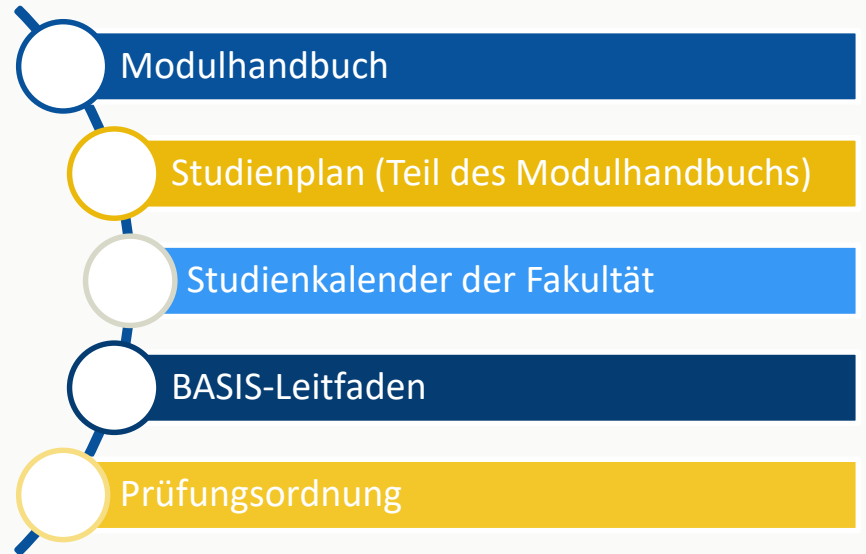 Modulhandbuch
Studienplan (Teil des Modulhandbuchs)
Studienkalender der Fakultät
BASIS-Leitfaden
Prüfungsordnung